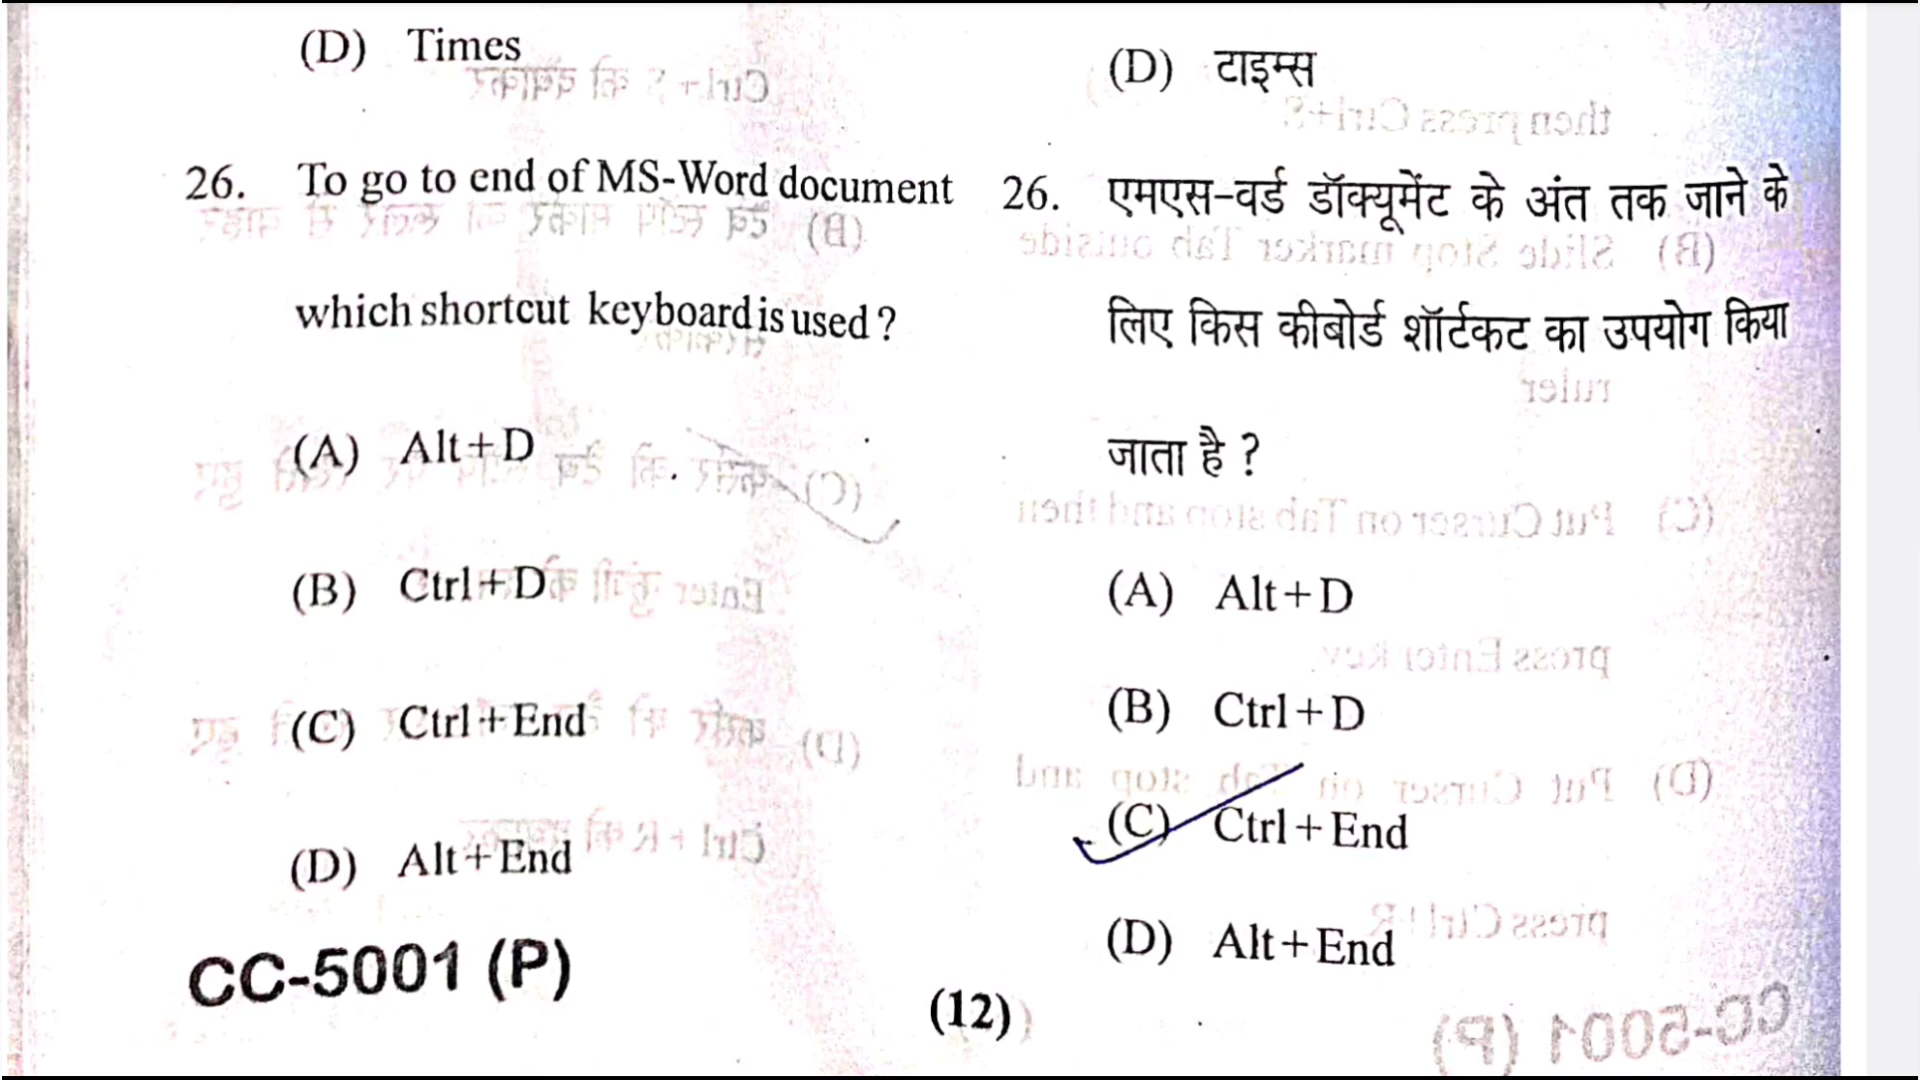 (D) Times
26. To go to end of MS-Word document
which shortcut keyboard is used ?
(A) Alt+D
(B) Ctrl+D
(C) Ctrl+End
(D) Alt+End
CC-5001 (P)
(12)
(D) टाइम्स
26. एमएस-वर्ड डॉक्यूमेंट के अंत तक जाने के
लिए किस कीबोर्ड शॉर्टकट का उपयोग किया
जाता है ?
(A) Alt+D
(B) Ctrl+D
(C) Ctrl+End
(D) Alt+End